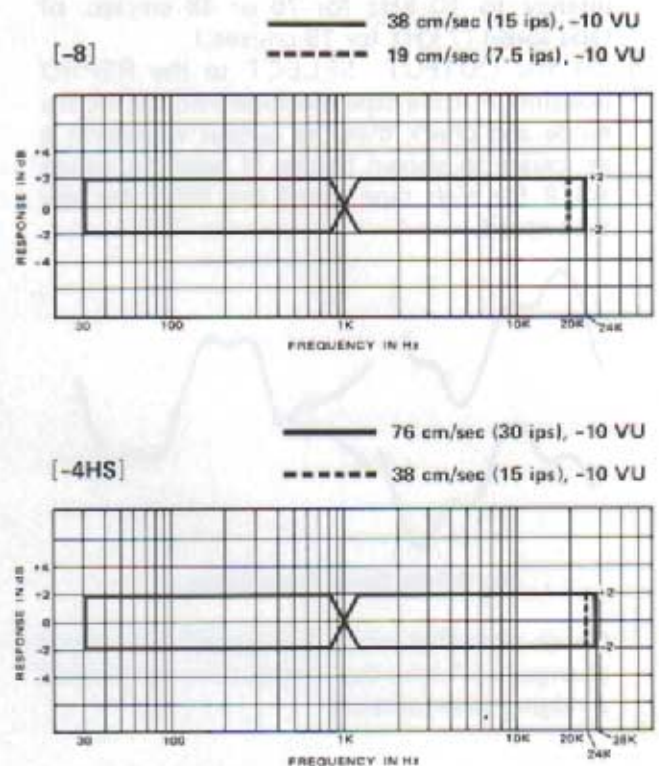 38 cm/sec (15 ips), -10 VU
[-8]
19 cm/sec (7.5 ips), -10 VU
RESPONSE IN dB
+4
+2
0
-2
-4
+2
-2
30 100 1K 10K 20K 24K
FREQUENCY IN Hz
76 cm/sec (30 ips), -10 VU
[-4HS]
38 cm/sec (15 ips), -10 VU
RESPONSE IN dB
+4
+2
0
-2
-4
-2
-2
30 100 1K 10K 20K 28K
24K
FREQUENCY IN Hz